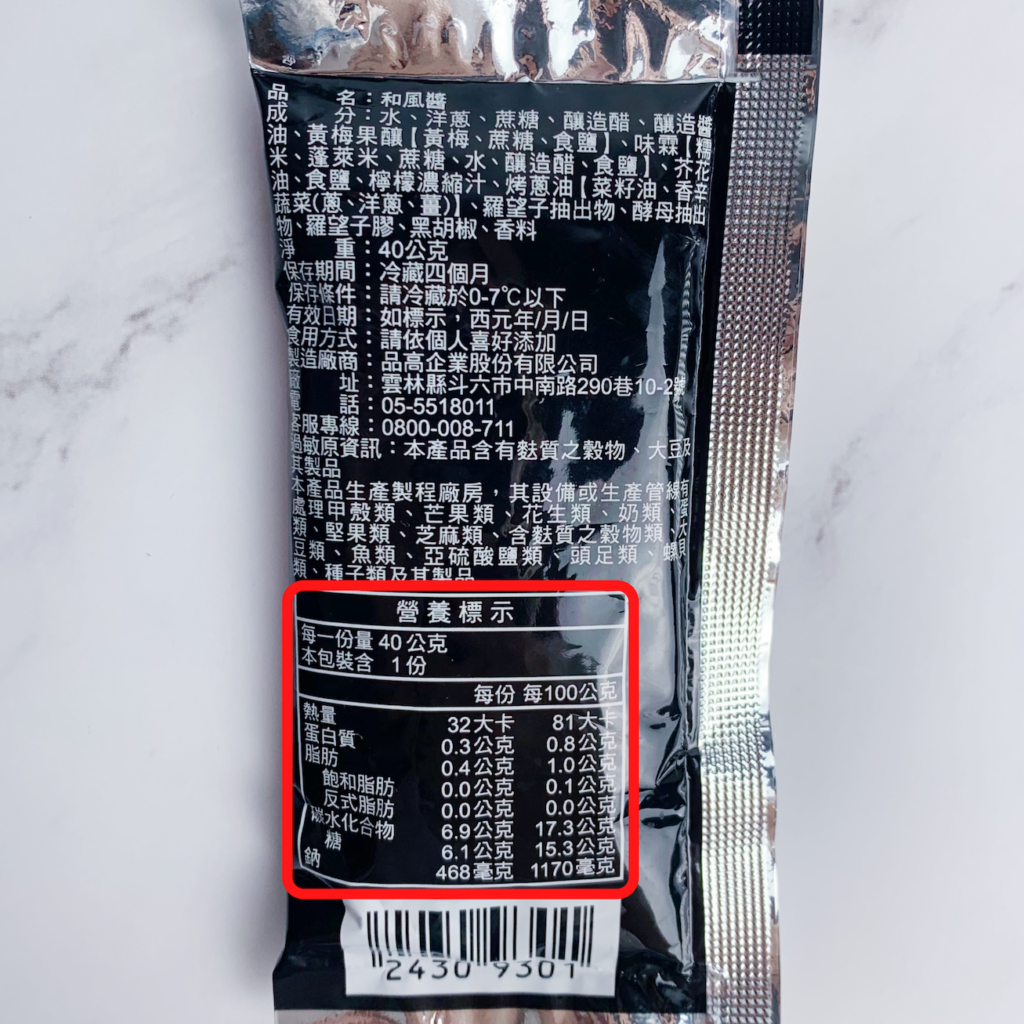 品名：和風醬
成分：水、洋蔥、蔗糖、釀造醋、釀造醬
油、黃梅果釀【黃梅、蔗糖、食鹽】、味霖【糯
米、蓬萊米、蔗糖、水、釀造醋、食鹽】、芥花
油、食鹽、檸檬濃縮汁、烤蔥油【菜籽油、香辛
蔬菜(蔥、洋蔥、薑)】、羅望子抽出物、酵母抽出
物、羅望子膠、黑胡椒、香料
淨重：40公克
保存期間：冷藏四個月
保存條件：請冷藏於0-7℃以下
有效日期：如標示，西元年/月/日
食用方式：請依個人喜好添加
製造廠商：品高企業股份有限公司
廠址：雲林縣斗六市中南路290巷10-2號
電話：05-5518011
客服專線：0800-008-711
過敏原資訊：本產品含有麩質之穀物、大豆及
其製品
本產品生產製程廠房，其設備或生產管線有
處理甲殼類、芒果類、花生類、奶類、蛋
類、堅果類、芝麻類、含麩質之穀物類、大
豆類、魚類、亞硫酸鹽類、頭足類、螺貝
類、種子類及其製品
營養標示
每一份量 40公克
本包裝含 1份
每份 每100公克
熱量 32大卡 81大卡
蛋白質 0.3公克 0.8公克
脂肪 0.4公克 1.0公克
飽和脂肪 0.0公克 0.1公克
反式脂肪 0.0公克 0.0公克
碳水化合物 6.9公克 17.3公克
糖 6.1公克 15.3公克
鈉 468毫克 1170毫克
2430 9301